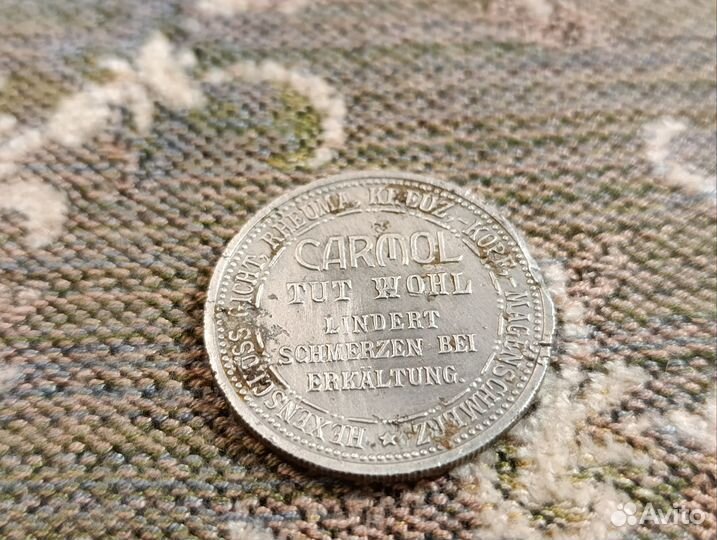 CARMOL
TUT WOHL
LINDERT
SCHMERZEN BEI
ERKÄLTUNG.
HEXENSCHUSS, GICHT, RHEUMA, KREUZ-, KOPF-, MAGENSCHMERZ ★
Avito